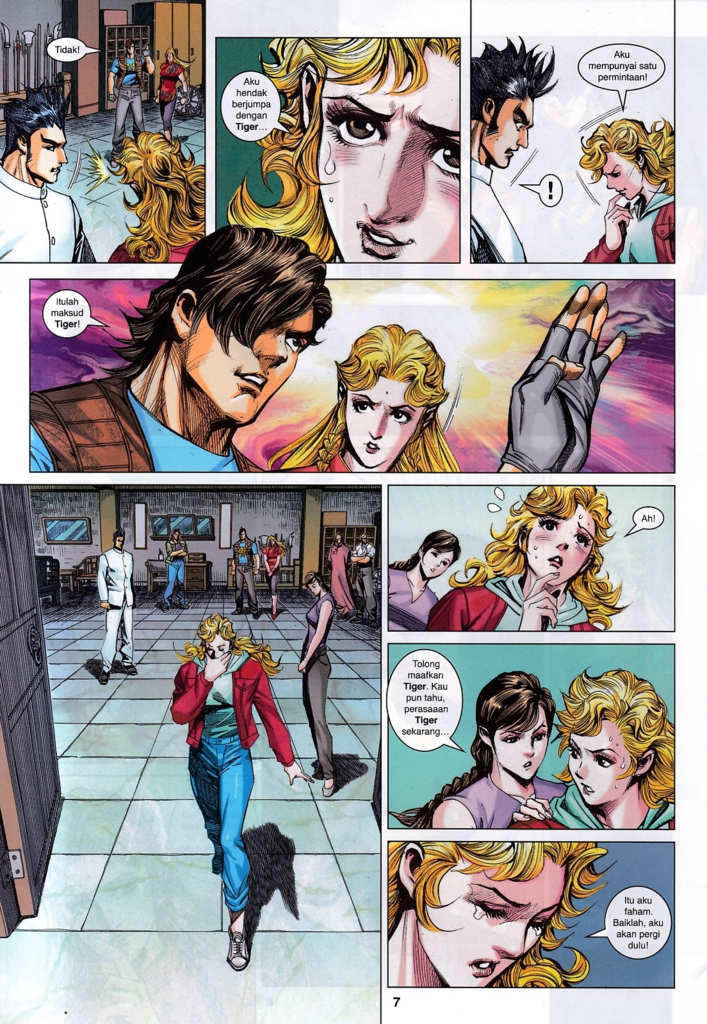 Tidak!
Aku
hendak
berjumpa
dengan
Tiger...
Aku
mempunyai satu
permintaan!
!
Itulah
maksud
Tiger!
Ah!
Tolong
maafkan
Tiger. Kau
pun tahu,
perasaaan
Tiger
sekarang...
Itu aku
faham.
Baiklah, aku
akan pergi
dulu!
7